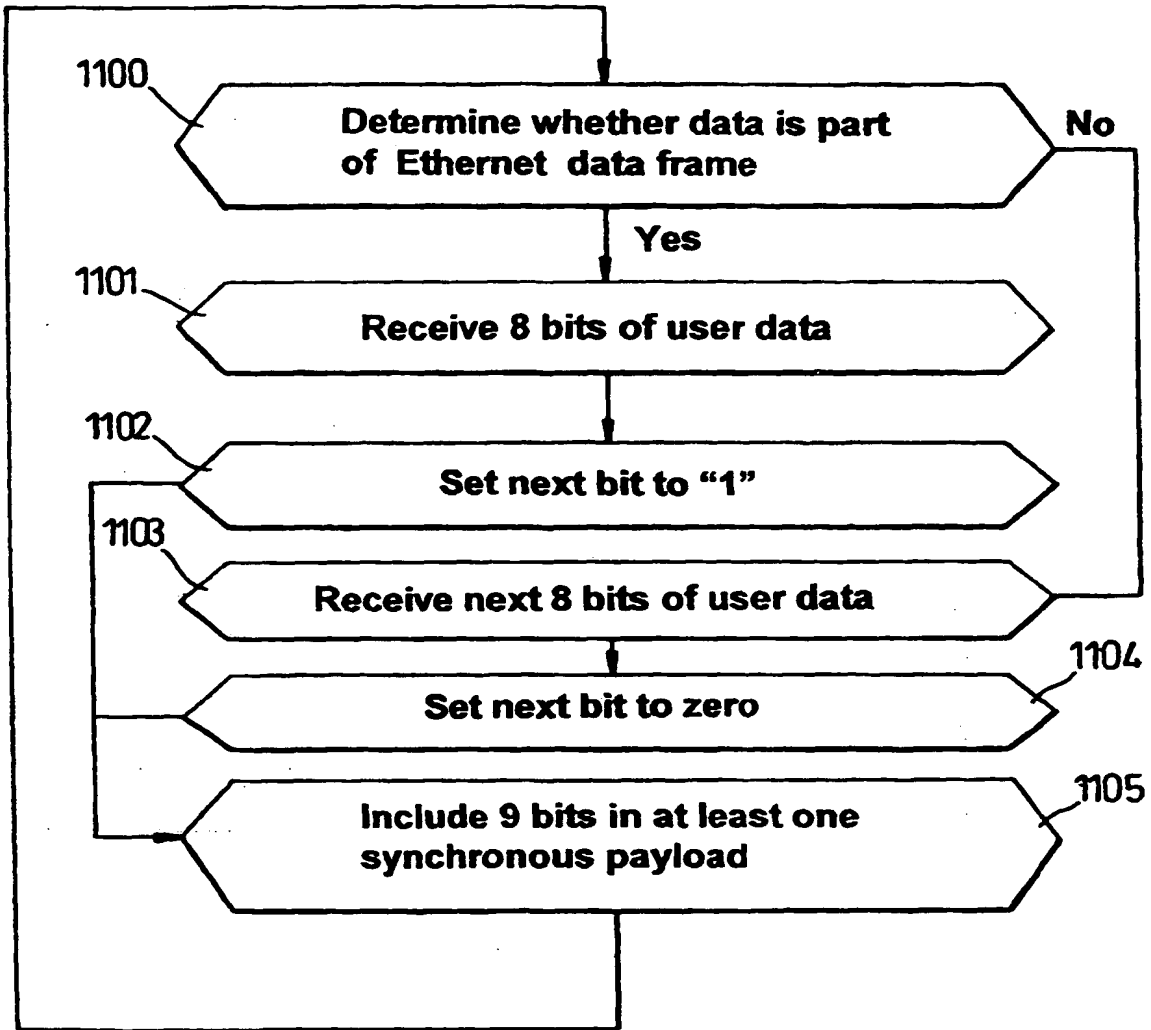 1100
Determine whether data is part
of Ethernet data frame
No
Yes
1101
Receive 8 bits of user data
1102
Set next bit to “1”
1103
Receive next 8 bits of user data
1104
Set next bit to zero
1105
Include 9 bits in at least one
synchronous payload